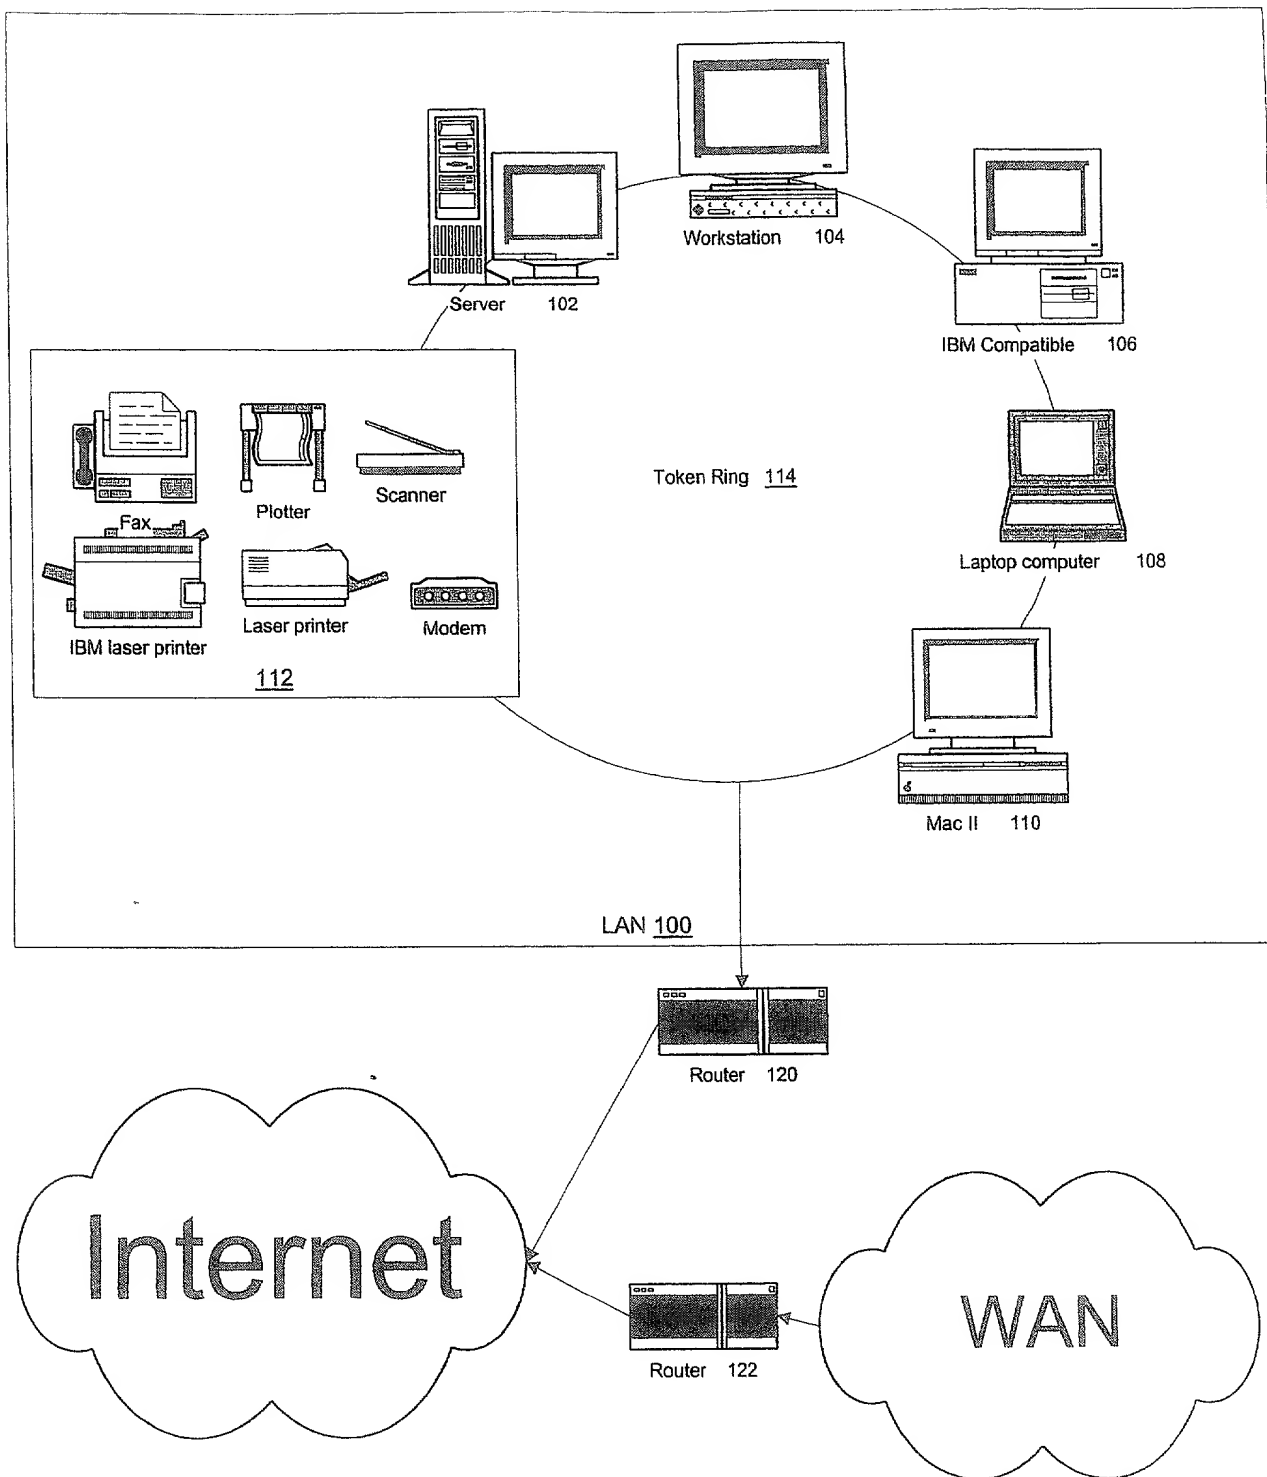 Workstation 104
Server 102
IBM Compatible 106
Token Ring 114
Fax
Plotter
Scanner
Laptop computer 108
IBM laser printer
Laser printer
Modem
112
Mac II 110
LAN 100
Router 120
Internet
WAN
Router 122